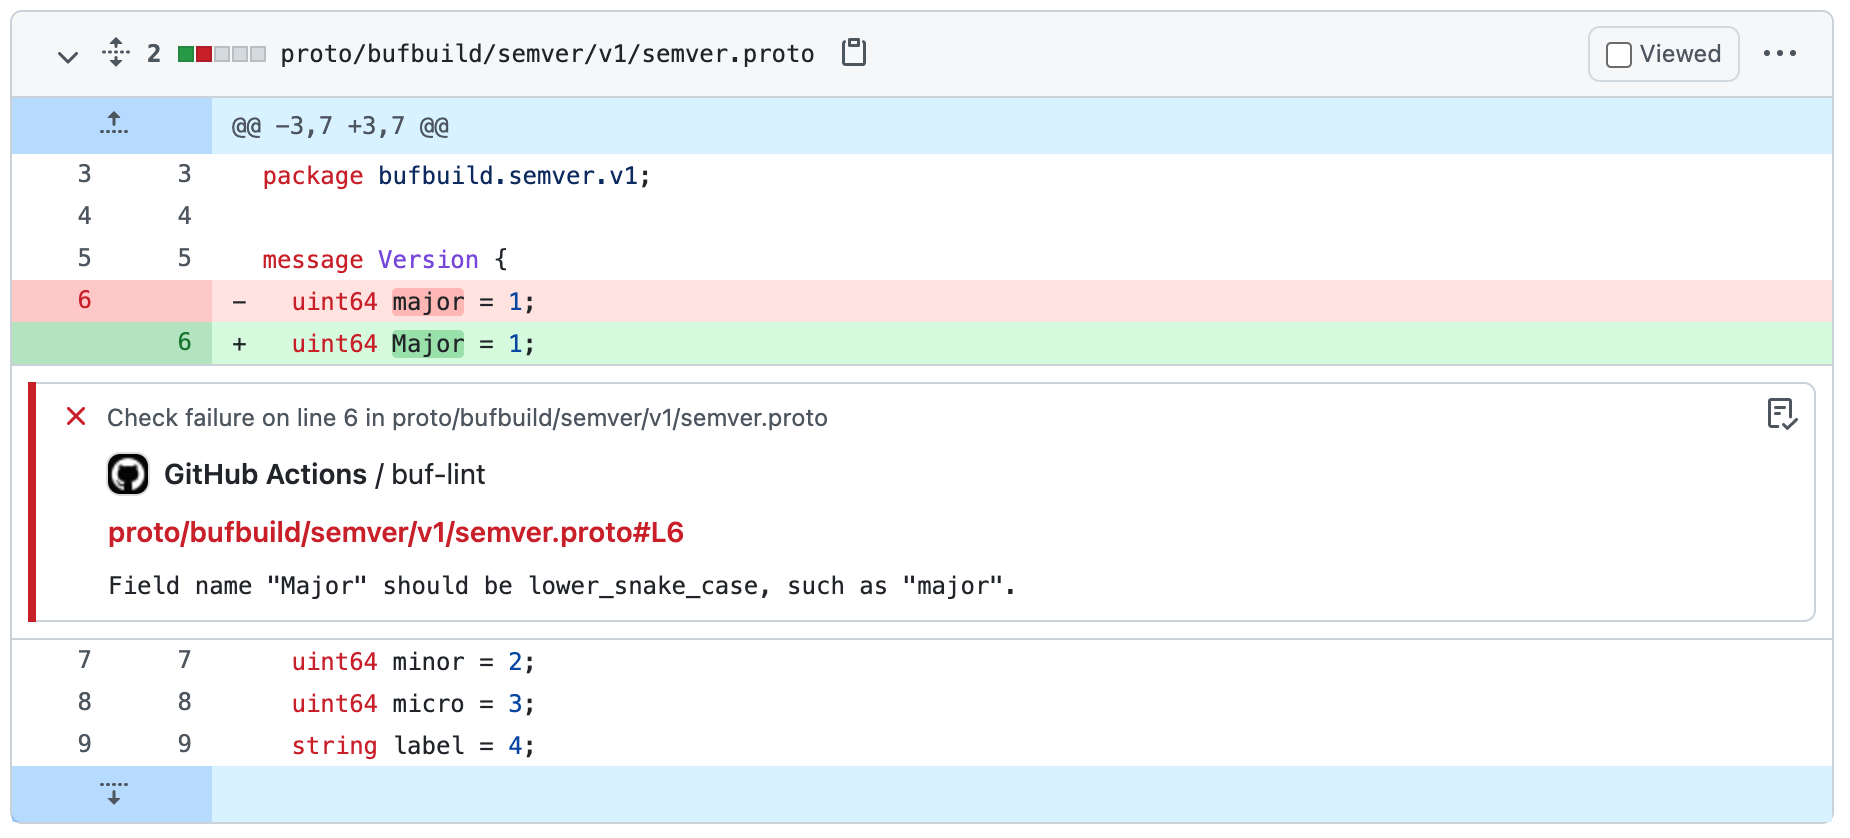 2 proto/bufbuild/semver/v1/semver.proto Viewed
@@ -3,7 +3,7 @@
3 3 package bufbuild.semver.v1;
4 4
5 5 message Version {
6 - uint64 major = 1;
6 + uint64 Major = 1;
Check failure on line 6 in proto/bufbuild/semver/v1/semver.proto
GitHub Actions / buf-lint
proto/bufbuild/semver/v1/semver.proto#L6
Field name "Major" should be lower_snake_case, such as "major".
7 7 uint64 minor = 2;
8 8 uint64 micro = 3;
9 9 string label = 4;